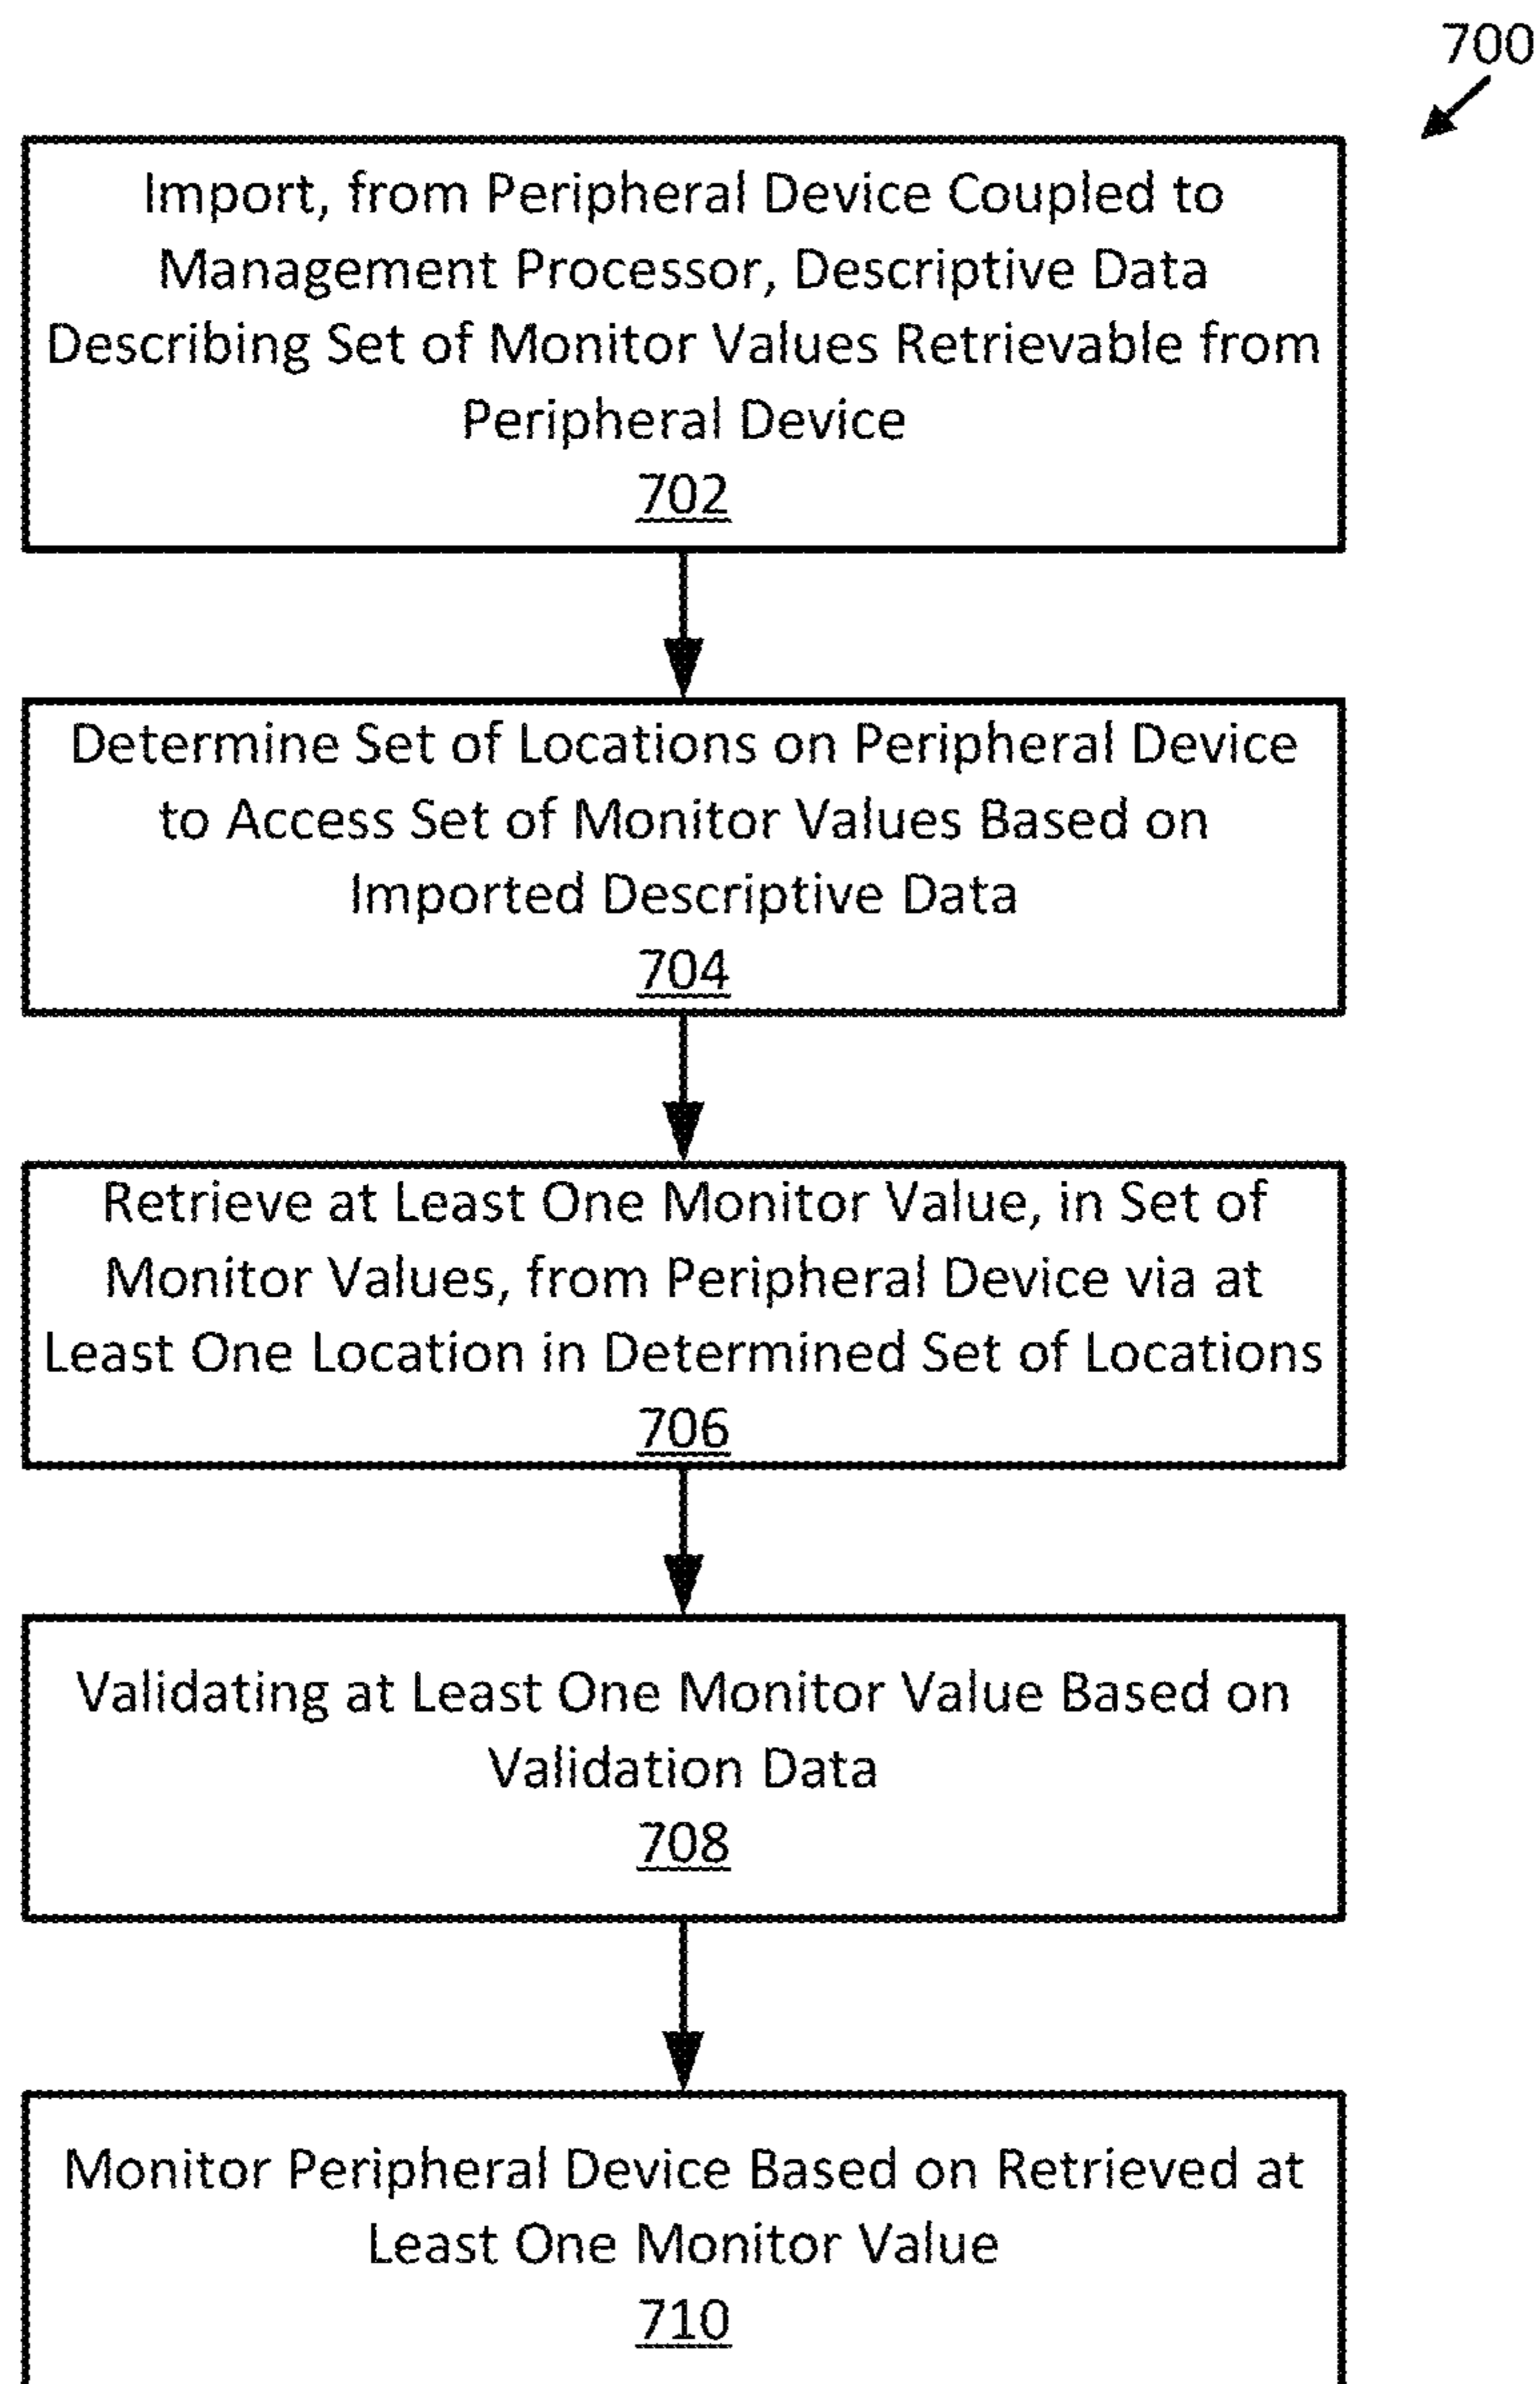 700
Import, from Peripheral Device Coupled to
Management Processor, Descriptive Data
Describing Set of Monitor Values Retrievable from
Peripheral Device
702
Determine Set of Locations on Peripheral Device
to Access Set of Monitor Values Based on
Imported Descriptive Data
704
Retrieve at Least One Monitor Value, in Set of
Monitor Values, from Peripheral Device via at
Least One Location in Determined Set of Locations
706
Validating at Least One Monitor Value Based on
Validation Data
708
Monitor Peripheral Device Based on Retrieved at
Least One Monitor Value
710